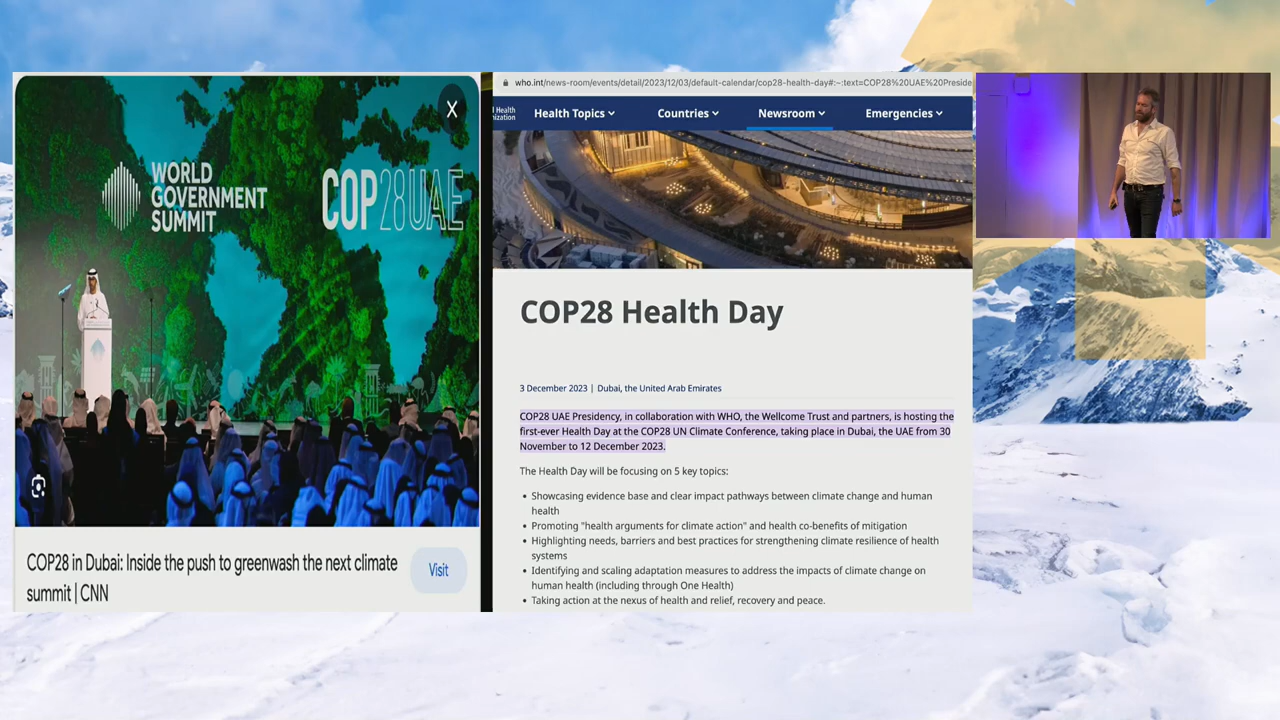 WORLD
GOVERNMENT
SUMMIT
COP28UAE
X
COP28 in Dubai: Inside the push to greenwash the next climate
summit | CNN
Visit
who.int/news-room/events/detail/2023/12/03/default-calendar/cop28-health-day#:~:text=COP28%20UAE%20Preside
l Health
nization
Health Topics
Countries
Newsroom
Emergencies
COP28 Health Day
3 December 2023 | Dubai, the United Arab Emirates
COP28 UAE Presidency, in collaboration with WHO, the Wellcome Trust and partners, is hosting the
first-ever Health Day at the COP28 UN Climate Conference, taking place in Dubai, the UAE from 30
November to 12 December 2023.
The Health Day will be focusing on 5 key topics:
• Showcasing evidence base and clear impact pathways between climate change and human
health
• Promoting "health arguments for climate action" and health co-benefits of mitigation
• Highlighting needs, barriers and best practices for strengthening climate resilience of health
systems
• Identifying and scaling adaptation measures to address the impacts of climate change on
human health (including through One Health)
• Taking action at the nexus of health and relief, recovery and peace.